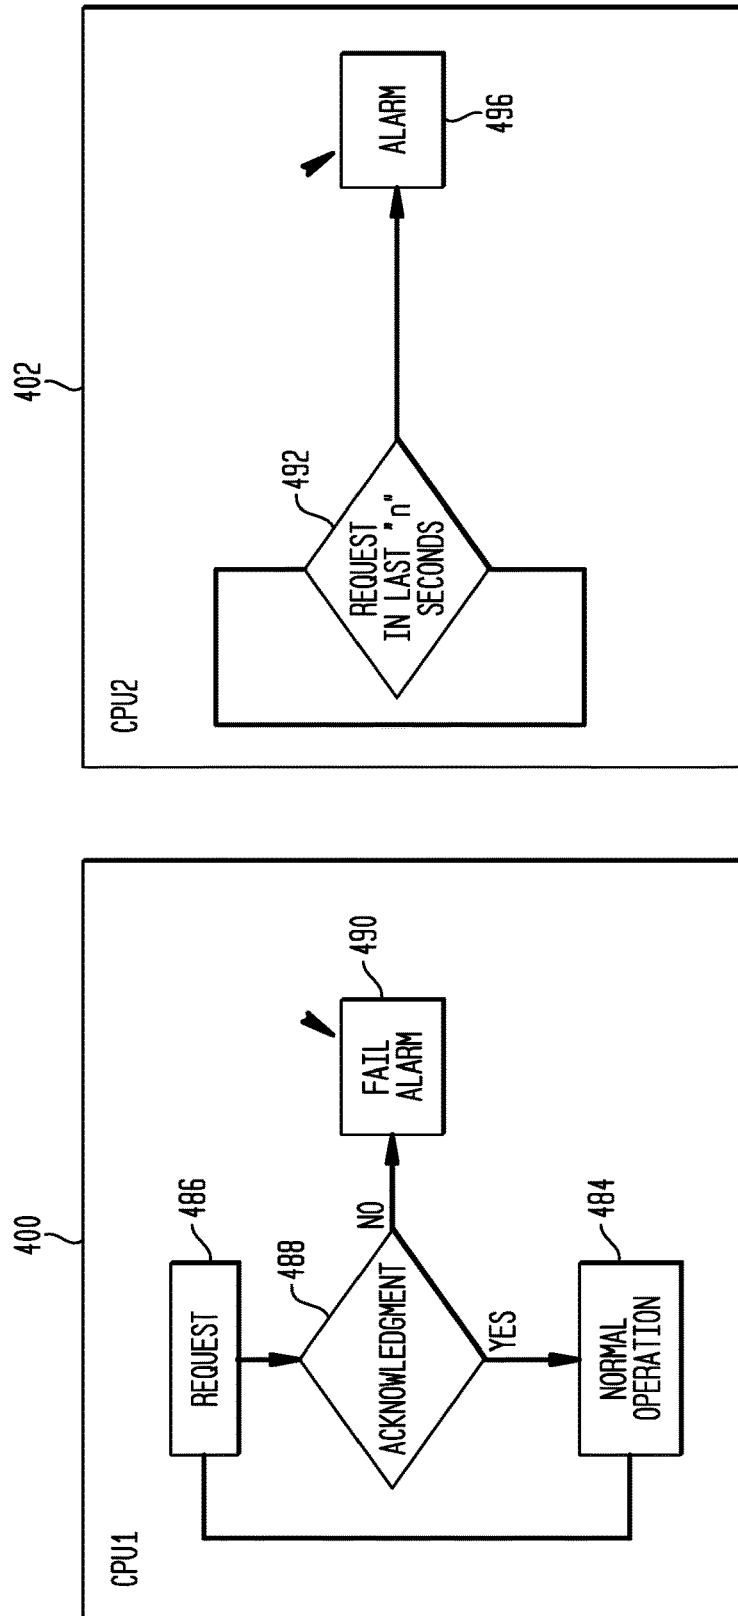 400
CPU1
REQUEST
486
ACKNOWLEDGMENT
488
NO
FAIL
ALARM
490
YES
NORMAL
OPERATION
484
402
CPU2
REQUEST
IN LAST "n"
SECONDS
492
ALARM
496